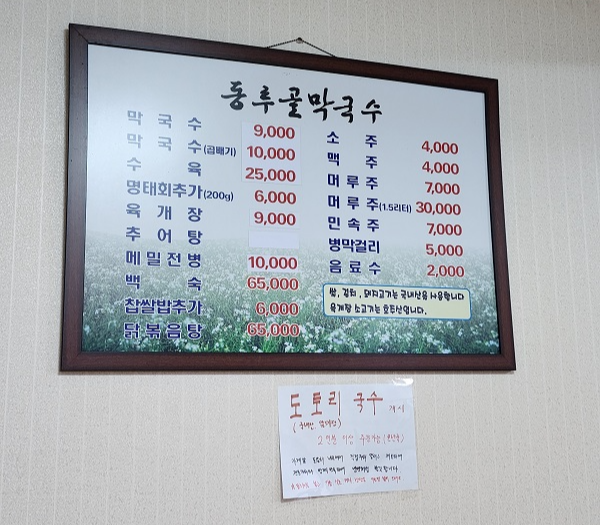 동루골막국수
막국수 9,000
막국수(곱빼기) 10,000
수육 25,000
명태회추가(200g) 6,000
육개장 9,000
추어탕
메밀전병 10,000
백숙 65,000
찹쌀밥추가 6,000
닭볶음탕 65,000
소주 4,000
맥주 4,000
머루주 7,000
머루주(1.5리터) 30,000
민속주 7,000
병막걸리 5,000
음료수 2,000
쌀, 김치, 돼지고기는 국내산을 사용합니다
육개장 소고기는 호주산입니다.
도토리 국수 개시
2인분 이상